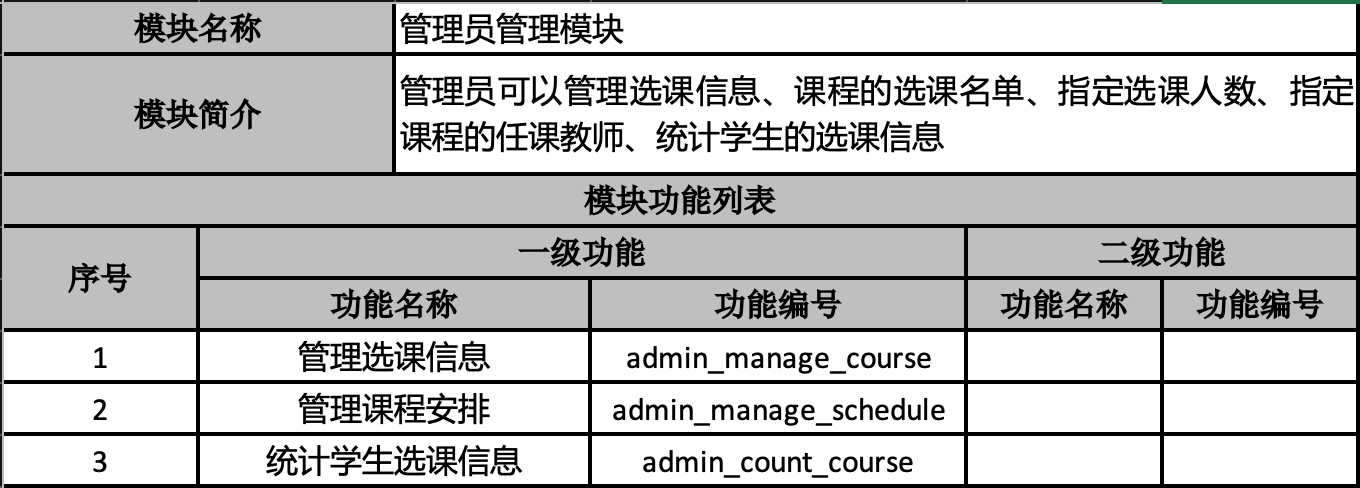 模块名称 管理员管理模块
模块简介 管理员可以管理选课信息、课程的选课名单、指定选课人数、指定
课程的任课教师、统计学生的选课信息
模块功能列表
序号 一级功能 二级功能
功能名称 功能编号 功能名称 功能编号
1 管理选课信息 admin_manage_course
2 管理课程安排 admin_manage_schedule
3 统计学生选课信息 admin_count_course